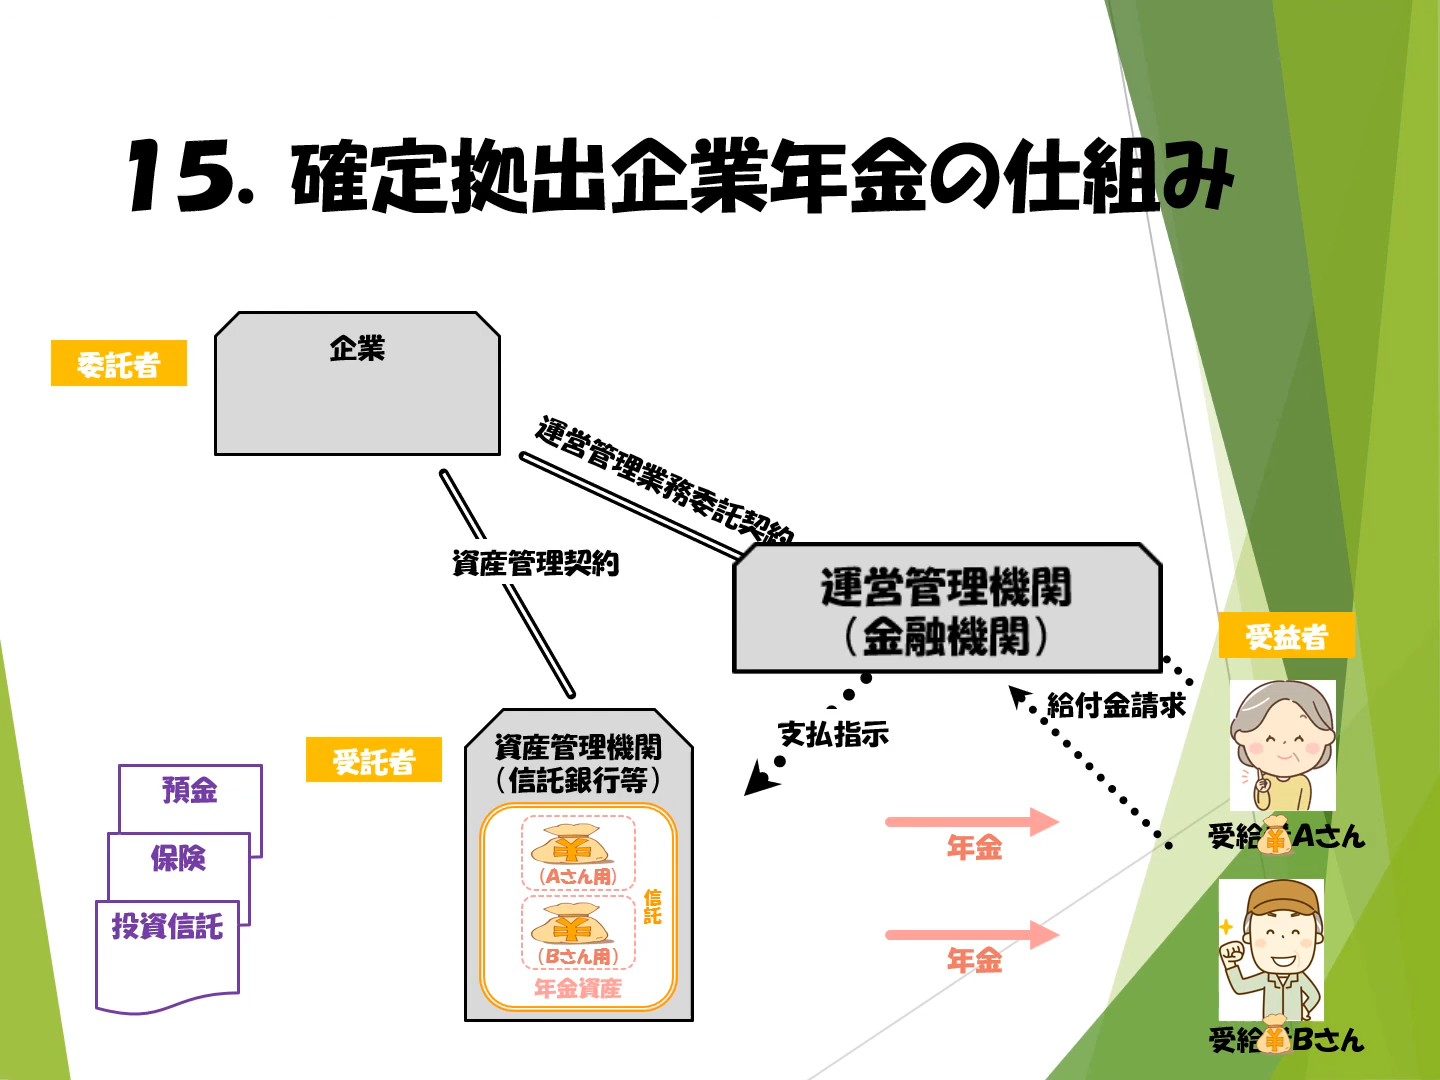 15. 確定拠出企業年金の仕組み
委託者
企業
運営管理業務委託契約
資産管理契約
運営管理機関
（金融機関）
受益者
給付金請求
支払指示
受託者
資産管理機関
（信託銀行等）
預金
保険
投資信託
（Aさん用）
信託
（Bさん用）
年金資産
年金
年金
受給 Aさん
受給 Bさん